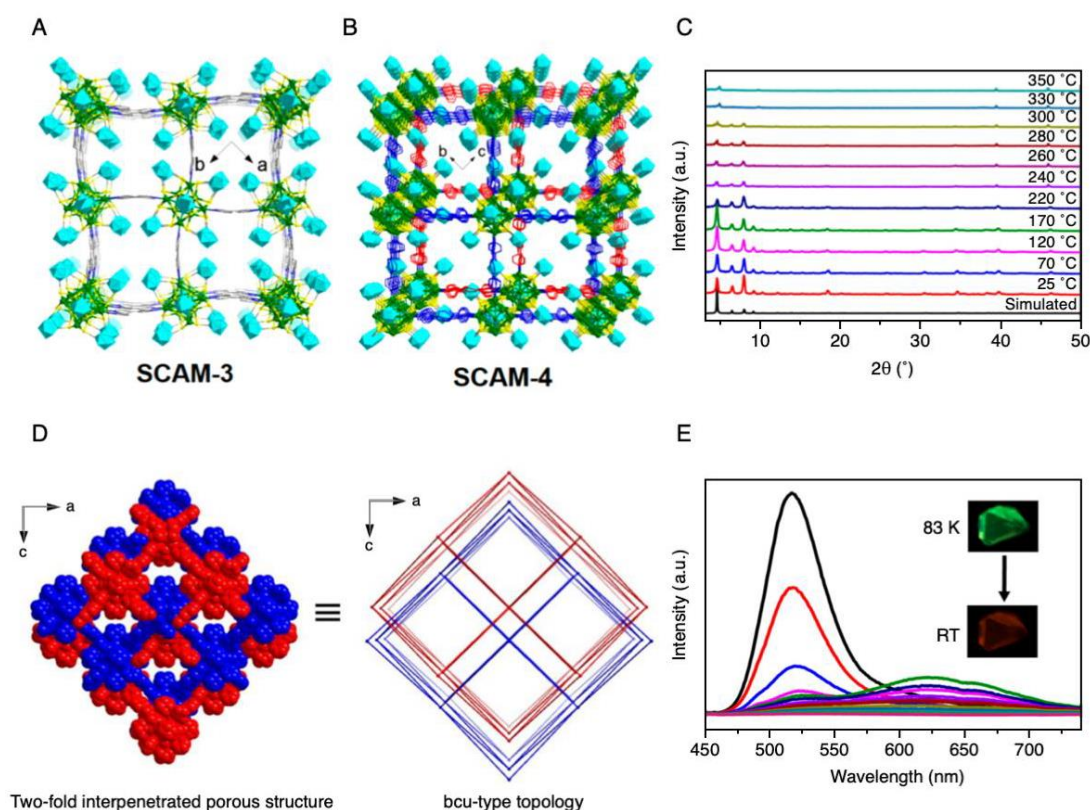 A
b
a
SCAM-3
B
b
c
SCAM-4
C
Intensity (a.u.)
350 ˚C
330 ˚C
300 ˚C
280 ˚C
260 ˚C
240 ˚C
220 ˚C
170 ˚C
120 ˚C
70 ˚C
25 ˚C
Simulated
10 20 30 40 50
2θ (˚)
D
a
c
≡
a
c
Two-fold interpenetrated porous structure
bcu-type topology
E
Intensity (a.u.)
83 K
RT
450 500 550 600 650 700
Wavelength (nm)